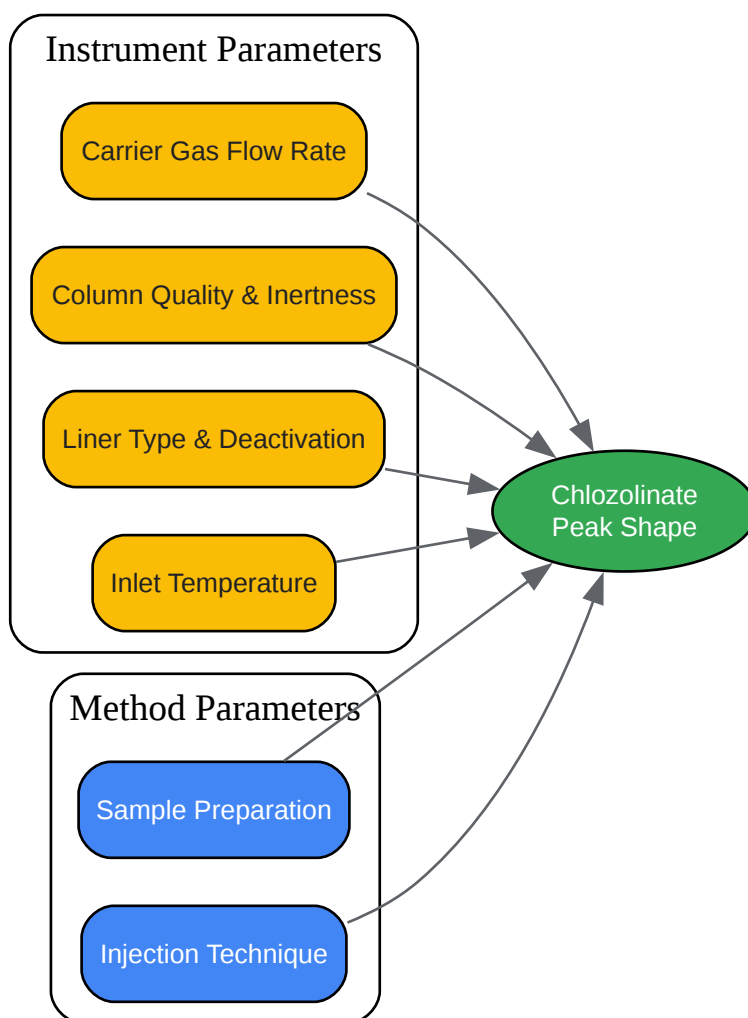 Instrument Parameters
Carrier Gas Flow Rate
Column Quality & Inertness
Liner Type & Deactivation
Inlet Temperature
Chlozolinate
Peak Shape
Method Parameters
Sample Preparation
Injection Technique